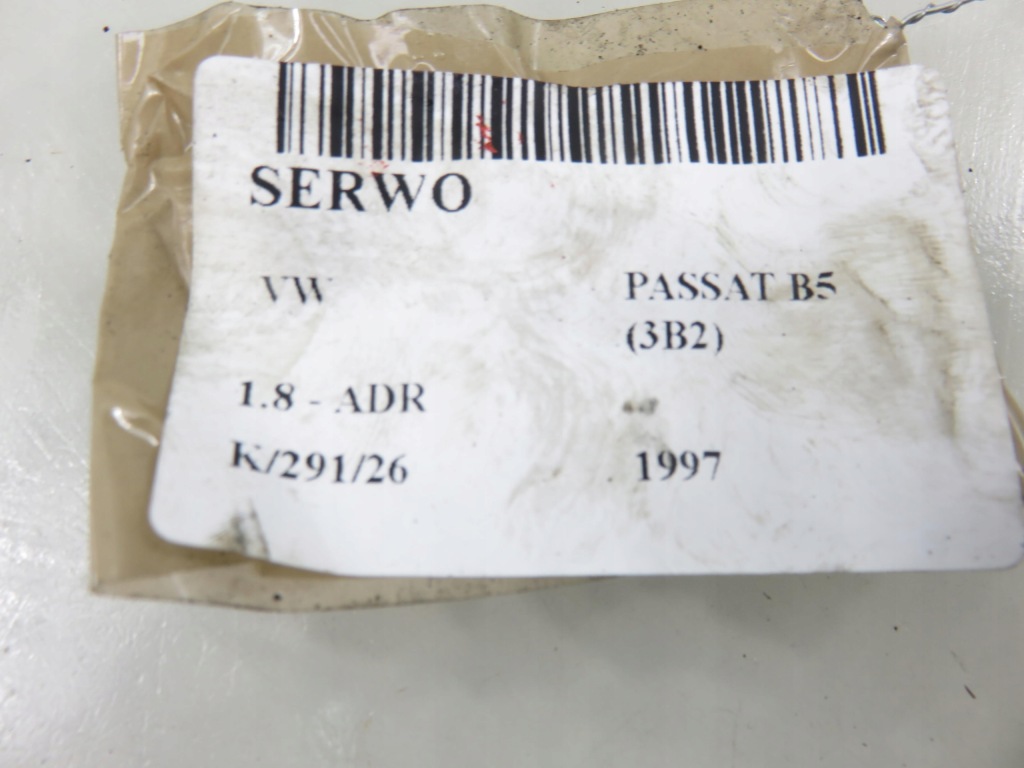 SERWO
VW PASSAT B5
(3B2)
1.8 - ADR
K/291/26 1997